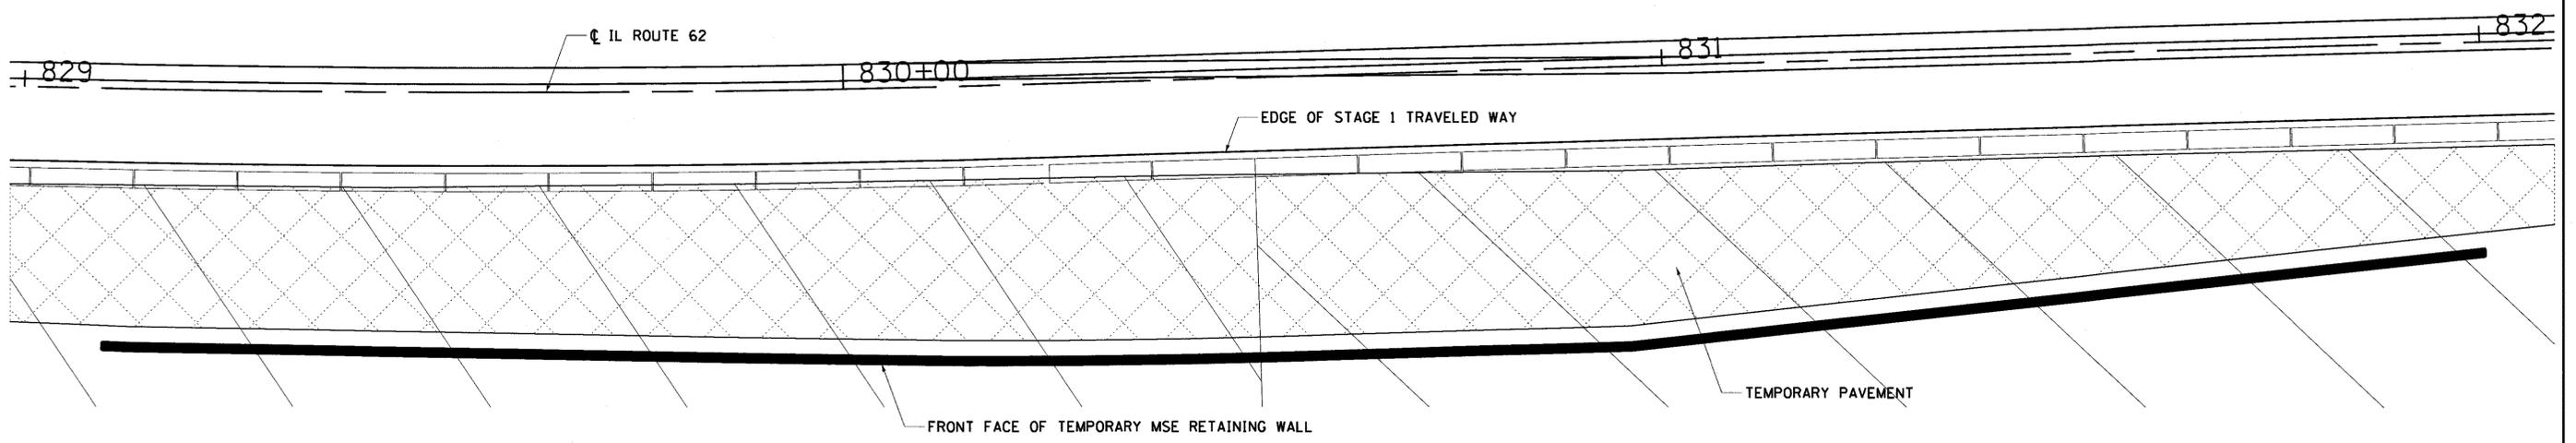 ℄ IL ROUTE 62
829
830+00
831
832
EDGE OF STAGE 1 TRAVELED WAY
TEMPORARY PAVEMENT
FRONT FACE OF TEMPORARY MSE RETAINING WALL